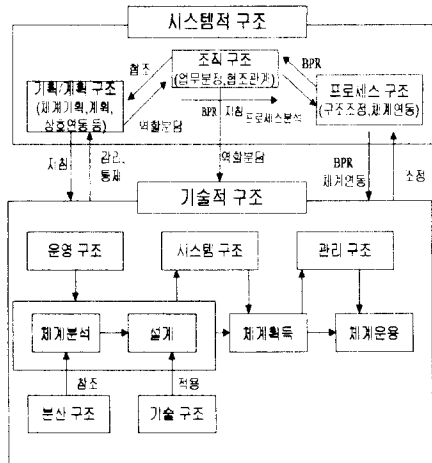 시스템적 구조
조직 구조
(업무분장,협조관계)
기획/계획 구조
(체계기획,계획,
상호연동 등)
프로세스 구조
(구조조정,체계연동)
협조
BPR
역할분담
BPR
지침
프로세스분석
지침
관리,
통제
역할분담
BPR
체계연동
조정
기술적 구조
운영 구조
시스템 구조
관리 구조
체계분석
설계
체계획득
체계운용
참조
적용
분산 구조
기술 구조